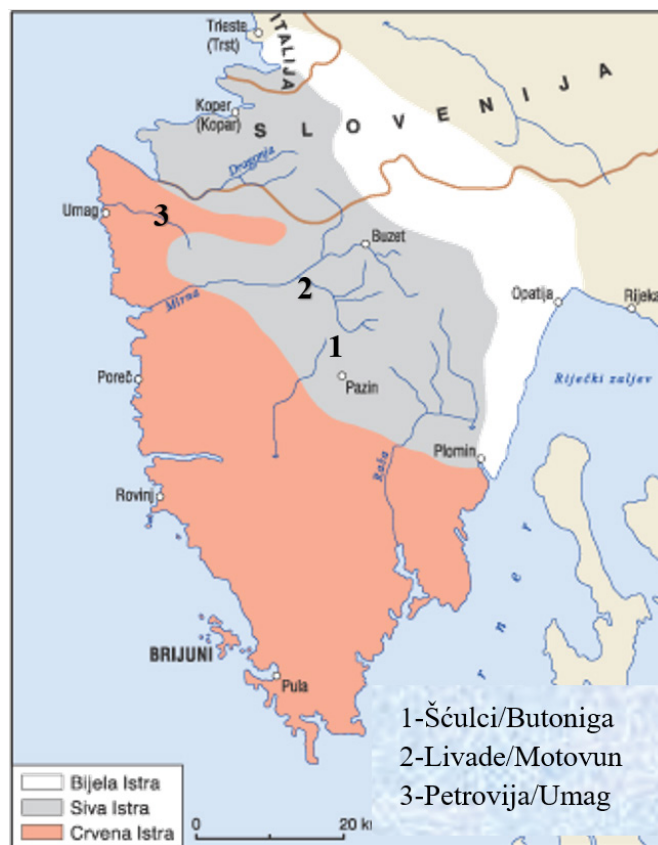 Trieste
(Trst)
ITALIJA
Koper
(Kopar)
SLOVENIJA
Dragonja
Umag
3
Buzet
2
Mirna
Opatija
Rijeka
1
Poreč
Pazin
Riječki zaljev
Plomin
Raša
Rovinj
rner
BRIJUNI
Pula
1-Šćulci/Butoniga
2-Livade/Motovun
3-Petrovija/Umag
Bijela Istra
Siva Istra
Crvena Istra
0
20 k